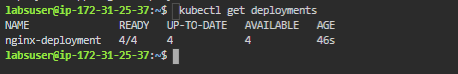 labsuser@ip-172-31-25-37:~$ kubectl get deployments
NAME READY UP-TO-DATE AVAILABLE AGE
nginx-deployment 4/4 4 4 46s
labsuser@ip-172-31-25-37:~$